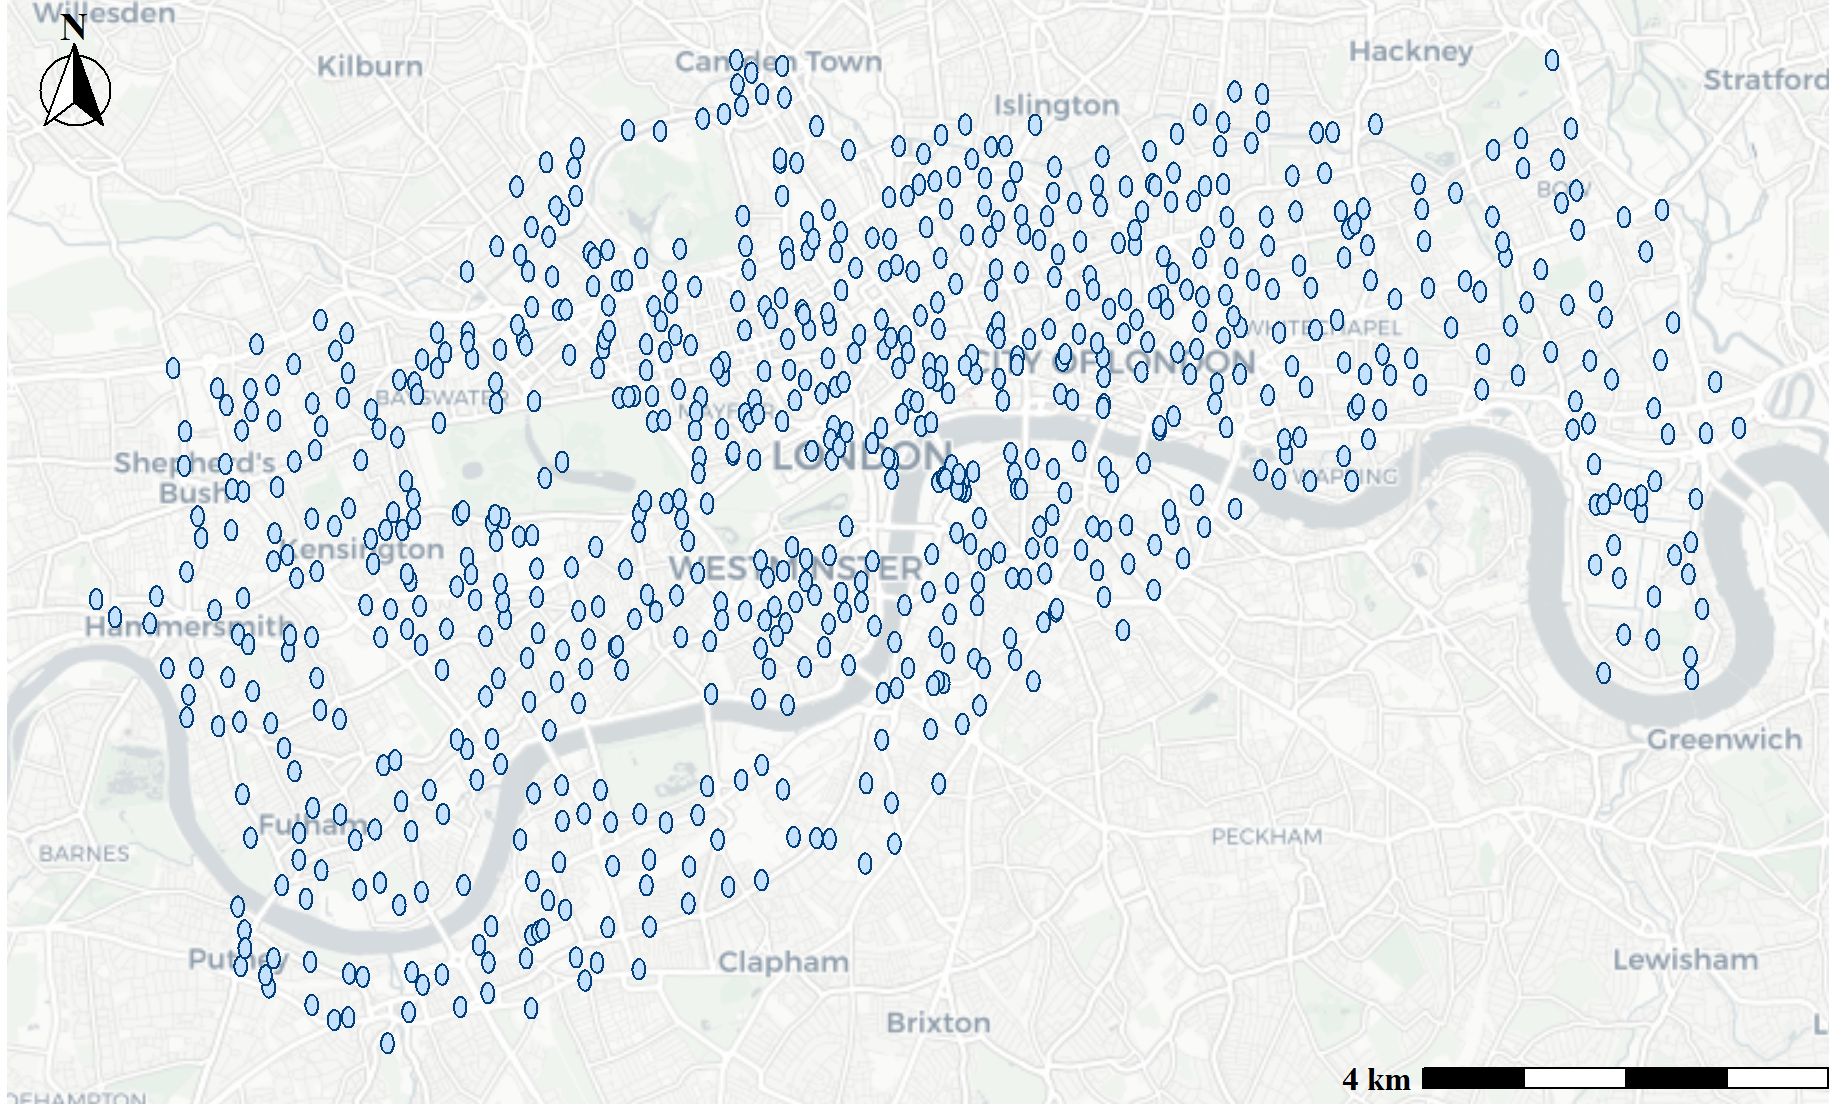 Willesden
N
Kilburn
Camden Town
Hackney
Stratford
Islington
BOW
WHITECHAPEL
CITY OF LONDON
BAYSWATER
MAYFAIR
LONDON
Shepherd's
Bush
WAPPING
Kensington
WESTMINSTER
Hammersmith
Greenwich
Fulham
PECKHAM
BARNES
Putney
Clapham
Lewisham
Brixton
L
4 km
OEHAMPTON